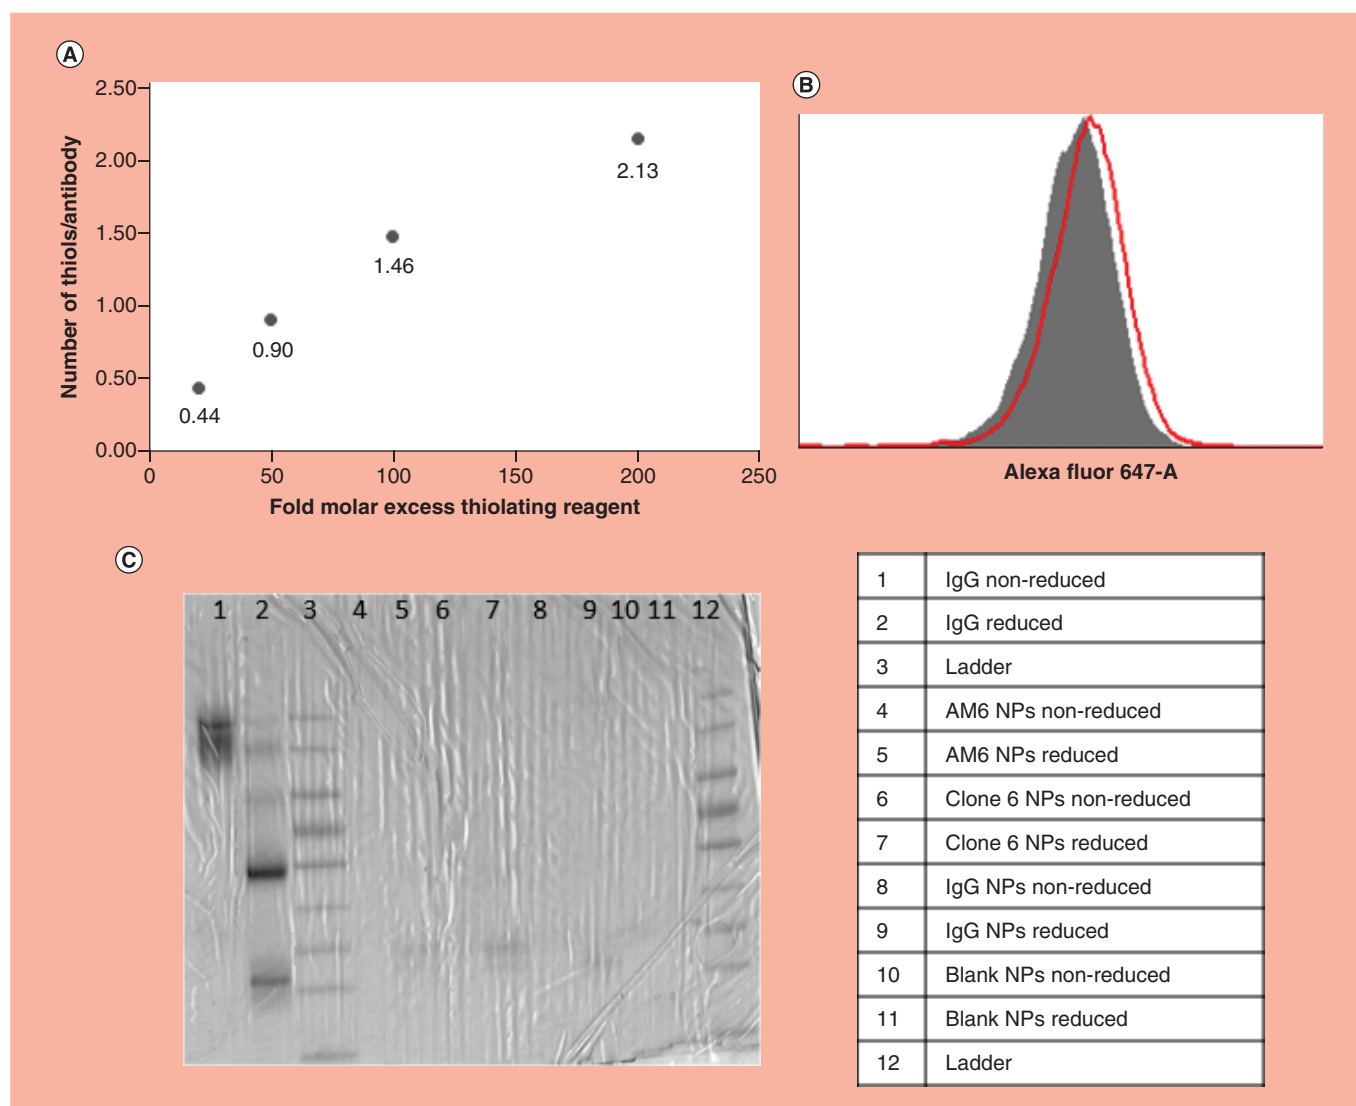 A
2.50
2.00
1.50
1.00
0.50
0.00
Number of thiols/antibody
0.44
0.90
1.46
2.13
0 50 100 150 200 250
Fold molar excess thiolating reagent
B
Alexa fluor 647-A
C
1 2 3 4 5 6 7 8 9 10 11 12
1 IgG non-reduced
2 IgG reduced
3 Ladder
4 AM6 NPs non-reduced
5 AM6 NPs reduced
6 Clone 6 NPs non-reduced
7 Clone 6 NPs reduced
8 IgG NPs non-reduced
9 IgG NPs reduced
10 Blank NPs non-reduced
11 Blank NPs reduced
12 Ladder